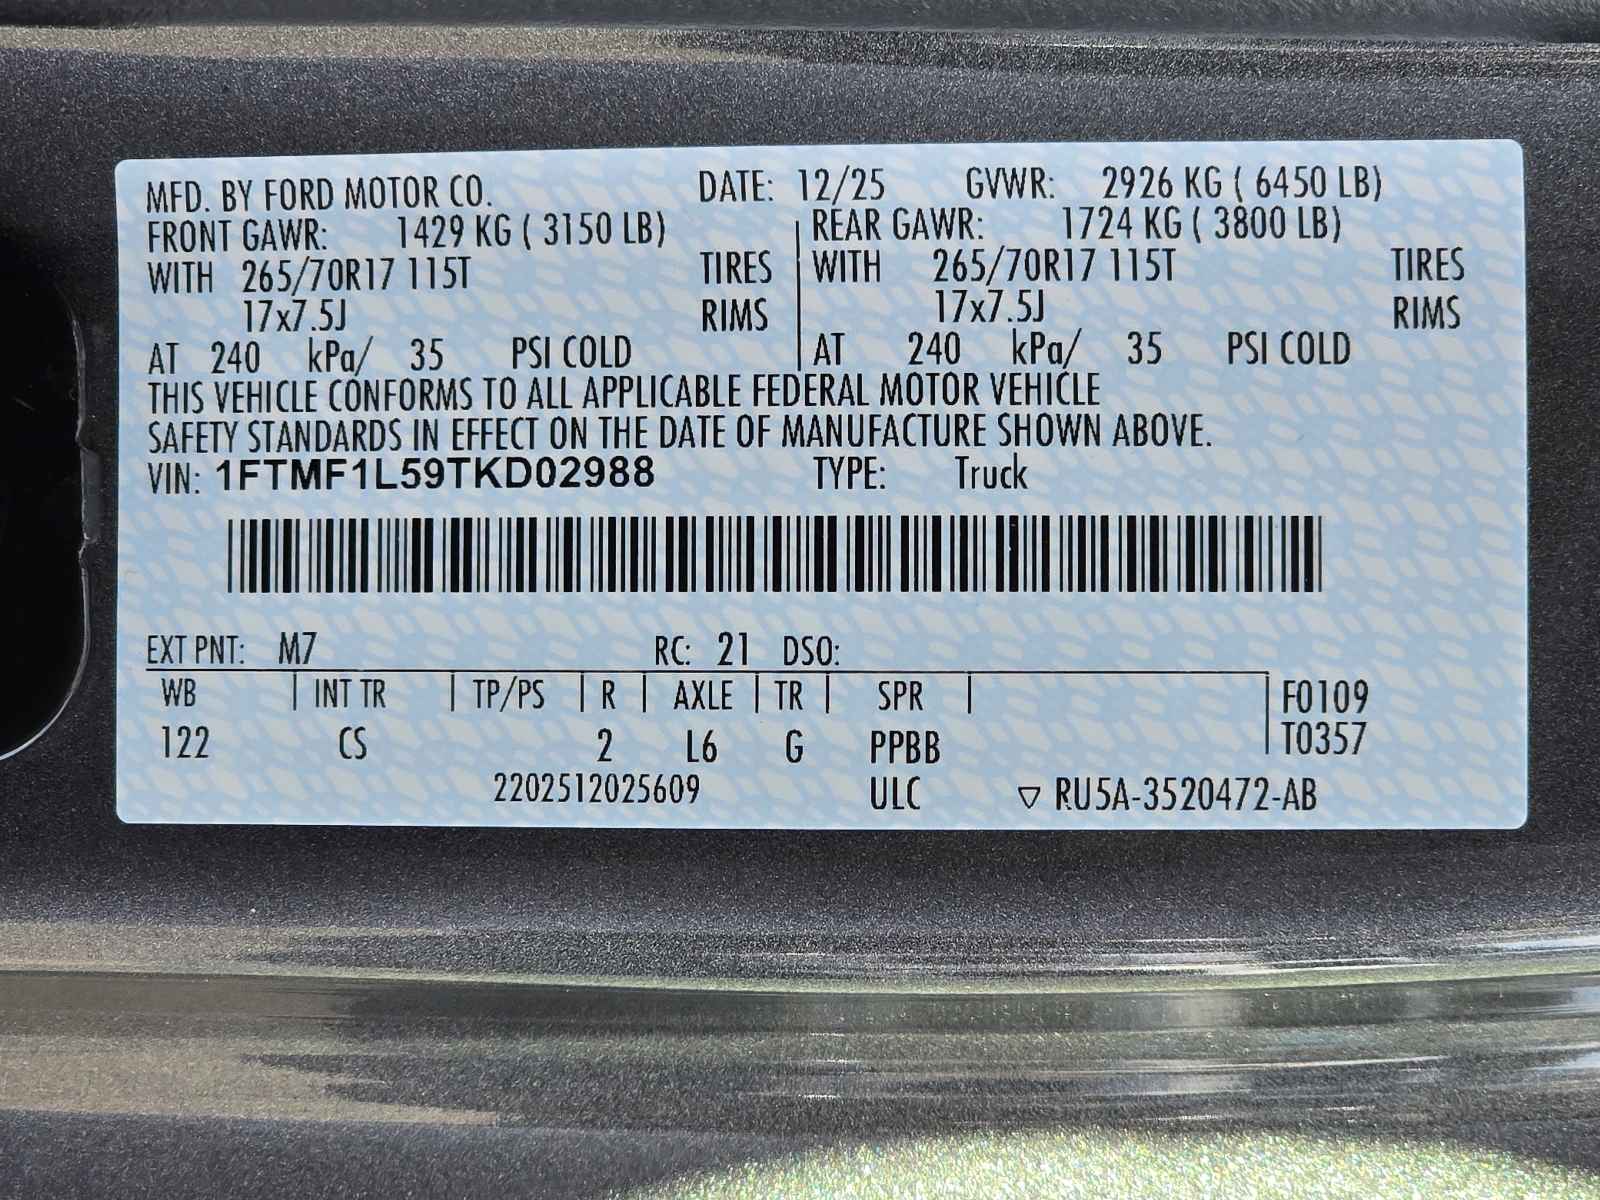 MFD. BY FORD MOTOR CO. DATE: 12/25 GVWR: 2926 KG ( 6450 LB)
FRONT GAWR: 1429 KG ( 3150 LB) REAR GAWR: 1724 KG ( 3800 LB)
WITH 265/70R17 115T TIRES WITH 265/70R17 115T TIRES
17x7.5J RIMS 17x7.5J RIMS
AT 240 kPa/ 35 PSI COLD AT 240 kPa/ 35 PSI COLD
THIS VEHICLE CONFORMS TO ALL APPLICABLE FEDERAL MOTOR VEHICLE
SAFETY STANDARDS IN EFFECT ON THE DATE OF MANUFACTURE SHOWN ABOVE.
VIN: 1FTMF1L59TKD02988 TYPE: Truck
EXT PNT: M7 RC: 21 DSO:
WB | INT TR | TP/PS | R | AXLE | TR | SPR | F0109
122 CS 2 L6 G PPBB T0357
2202512025609 ULC ▽ RU5A-3520472-AB